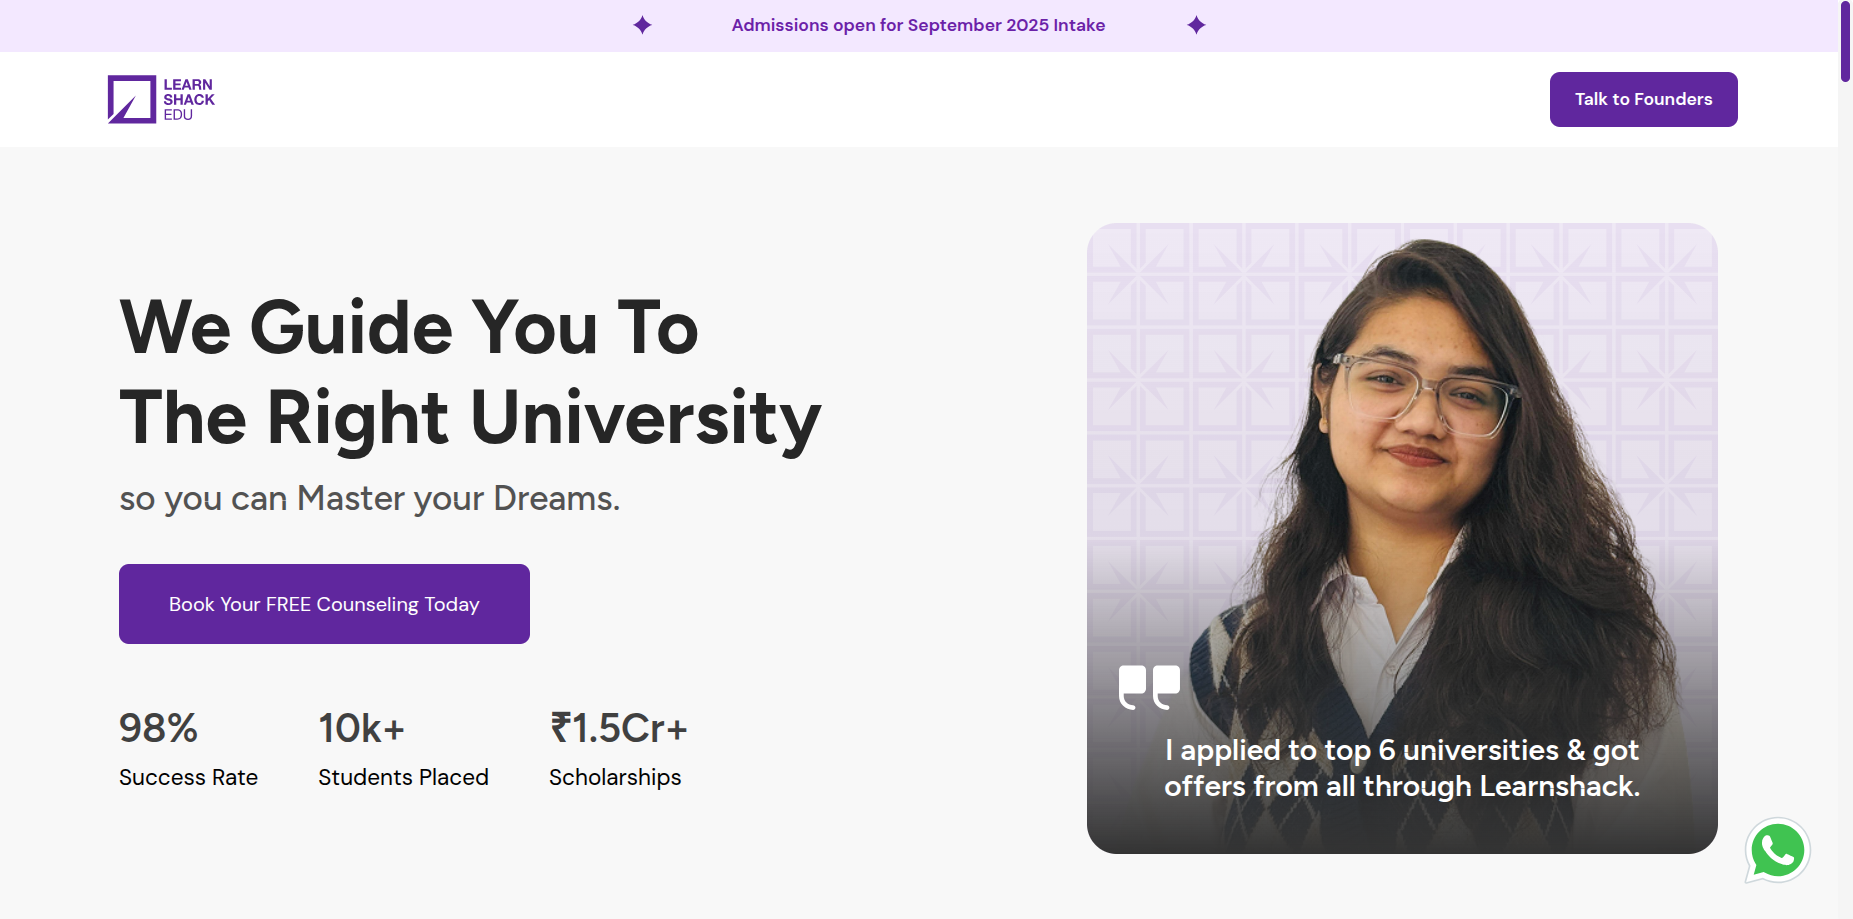 Admissions open for September 2025 Intake
LEARN
SHACK
EDU
Talk to Founders
We Guide You To
The Right University
so you can Master your Dreams.
Book Your FREE Counseling Today
98%
Success Rate
10k+
Students Placed
₹1.5Cr+
Scholarships
I applied to top 6 universities & got
offers from all through Learnshack.